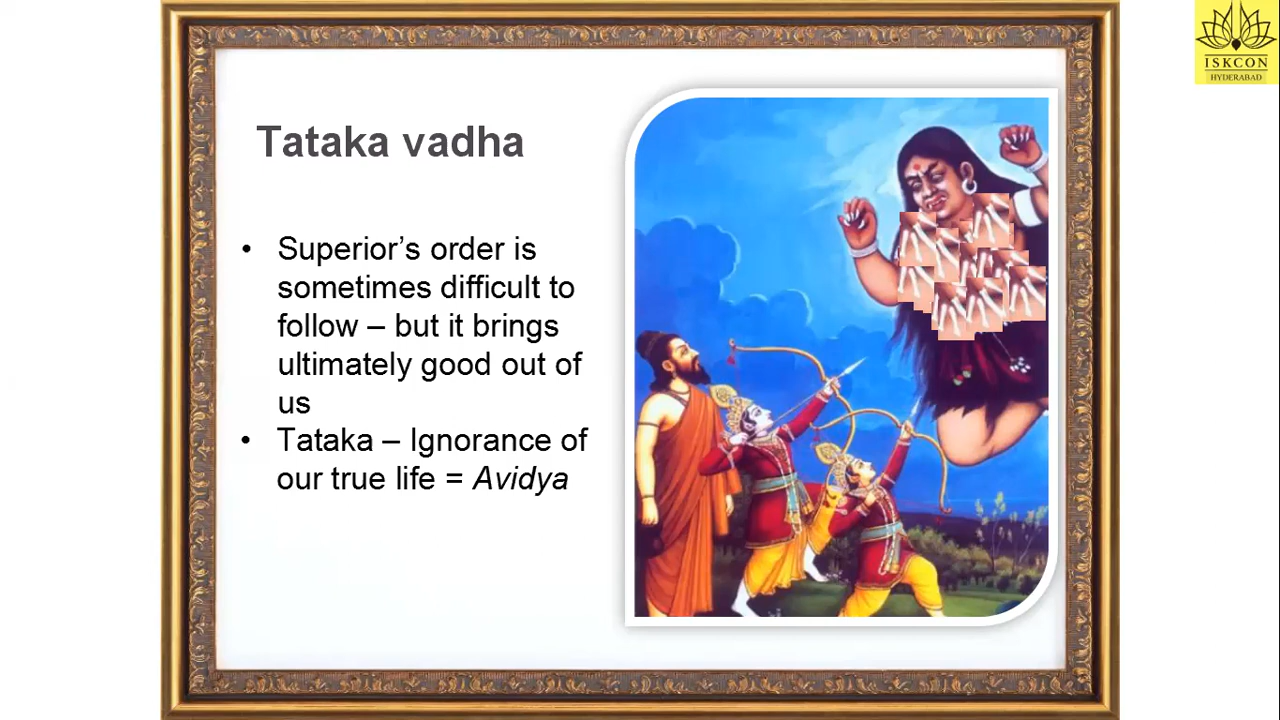 ISKCON
HYDERABAD
Tataka vadha
• Superior’s order is
sometimes difficult to
follow – but it brings
ultimately good out of
us
• Tataka – Ignorance of
our true life = Avidya